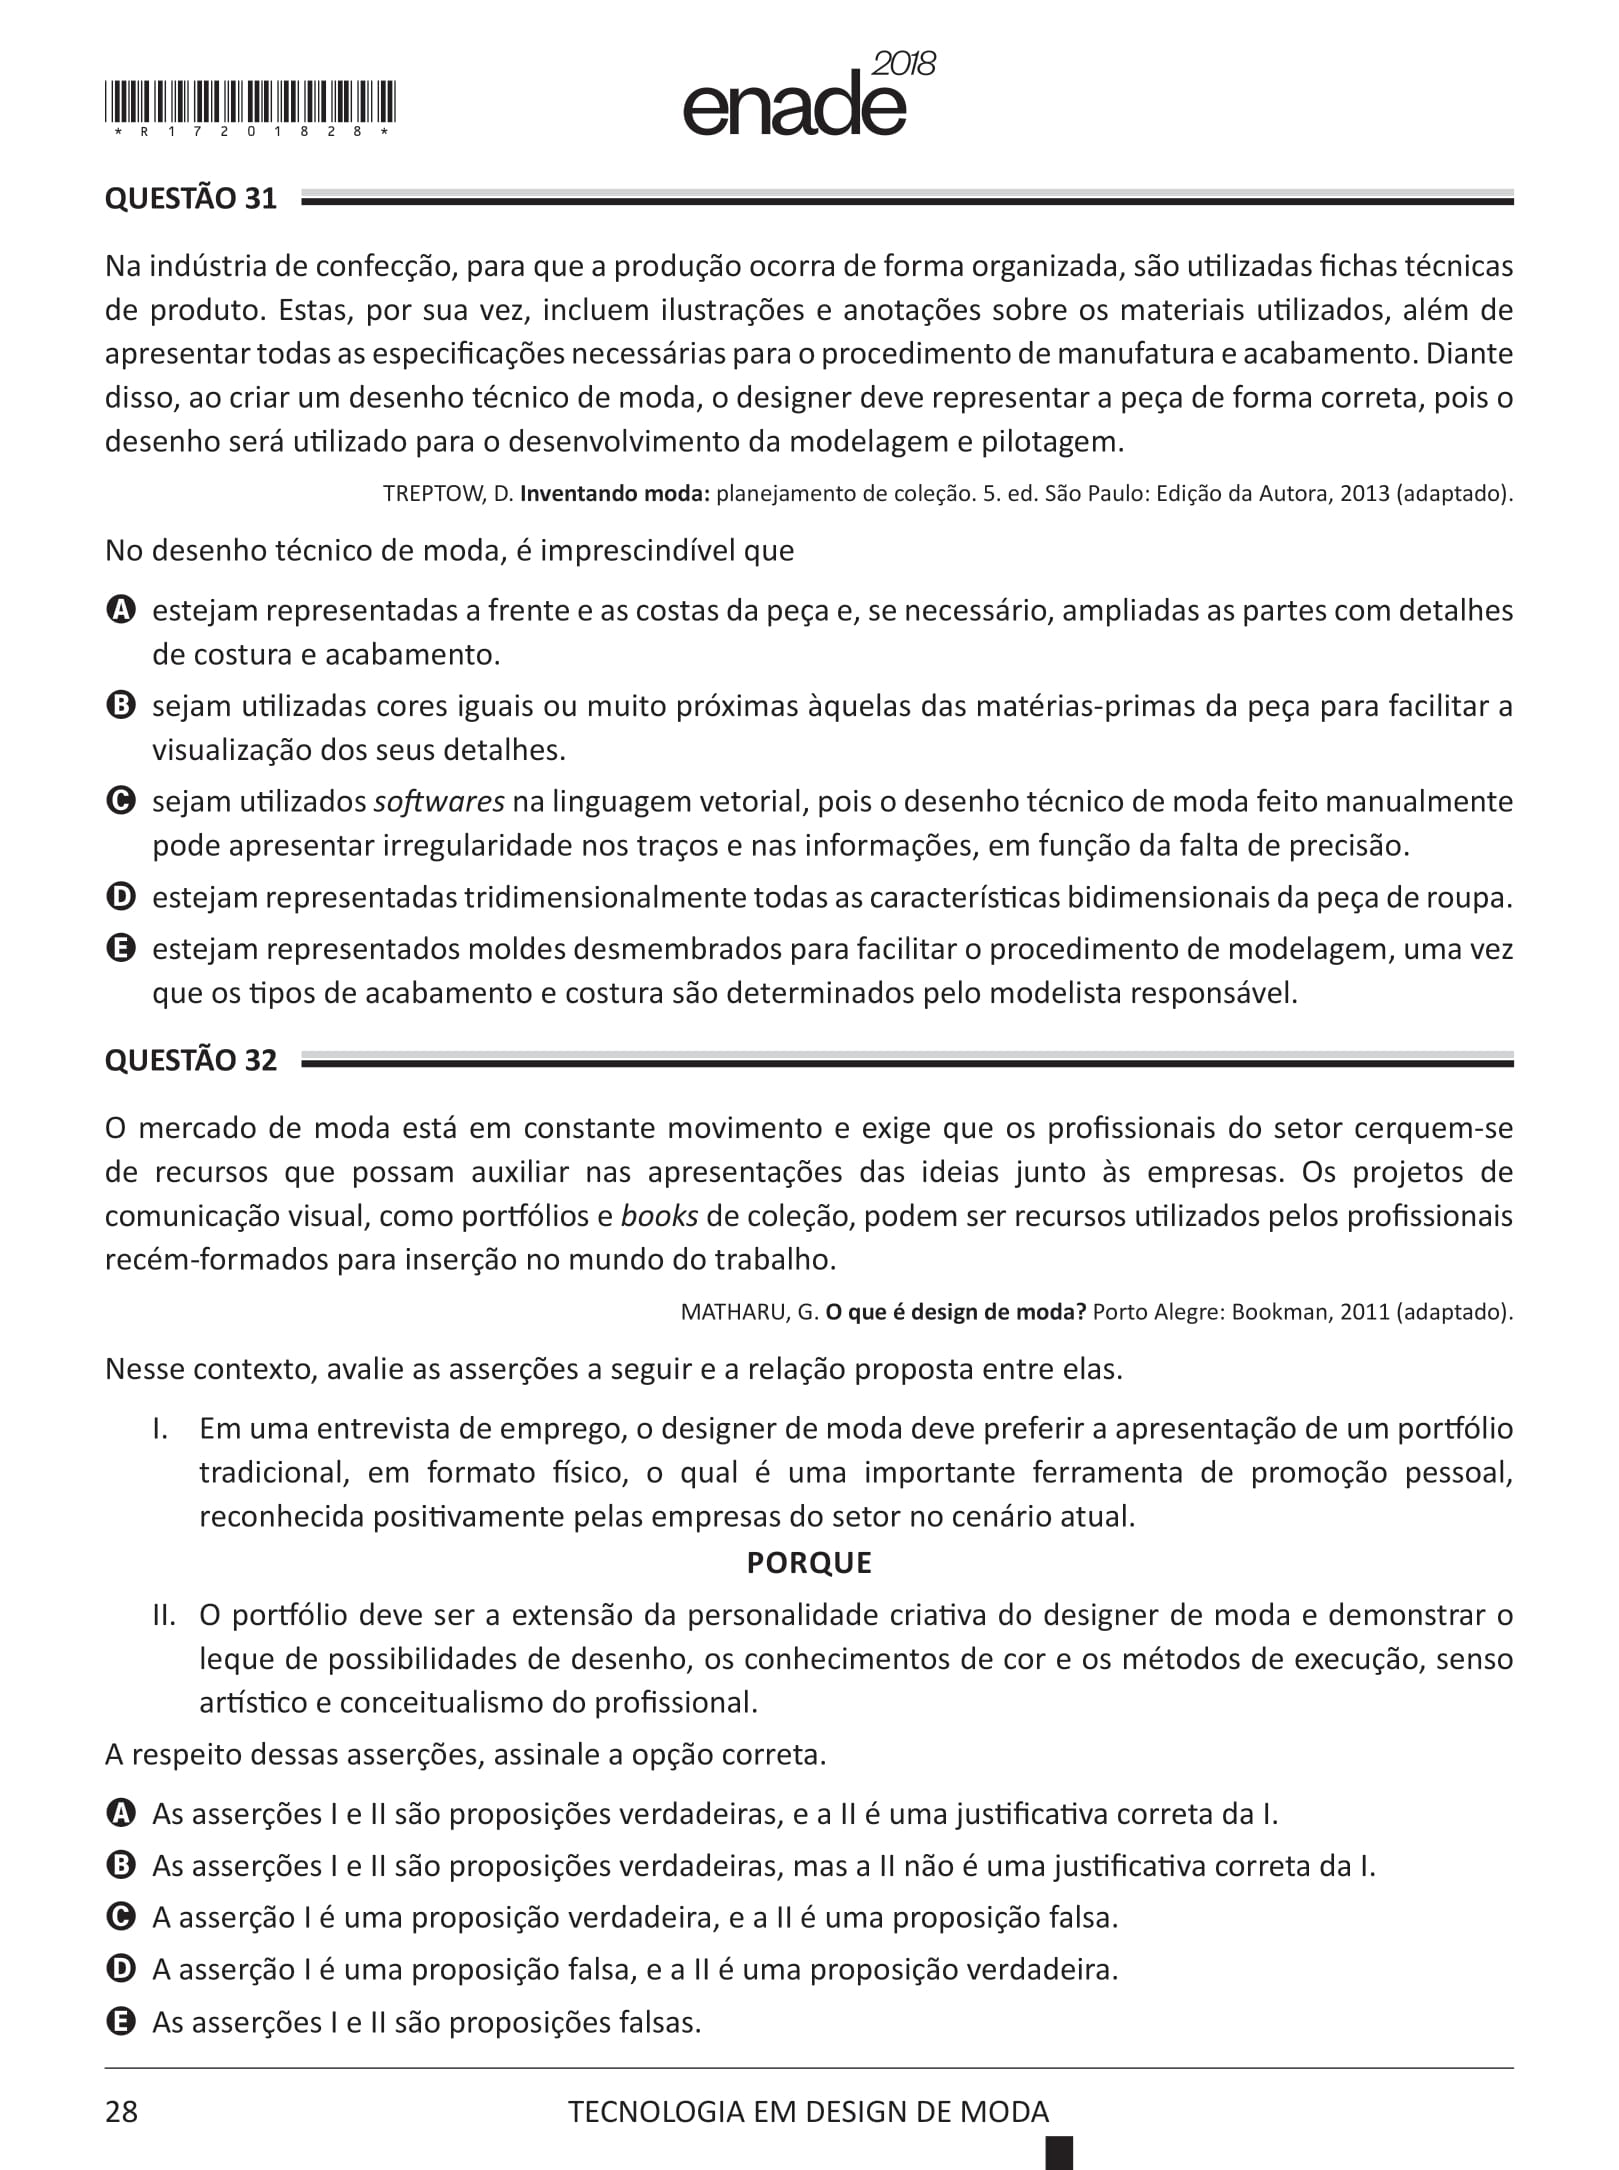 *R17201828*
enade 2018
QUESTÃO 31
Na indústria de confecção, para que a produção ocorra de forma organizada, são utilizadas fichas técnicas
de produto. Estas, por sua vez, incluem ilustrações e anotações sobre os materiais utilizados, além de
apresentar todas as especificações necessárias para o procedimento de manufatura e acabamento. Diante
disso, ao criar um desenho técnico de moda, o designer deve representar a peça de forma correta, pois o
desenho será utilizado para o desenvolvimento da modelagem e pilotagem.
TREPTOW, D. Inventando moda: planejamento de coleção. 5. ed. São Paulo: Edição da Autora, 2013 (adaptado).
No desenho técnico de moda, é imprescindível que
A estejam representadas a frente e as costas da peça e, se necessário, ampliadas as partes com detalhes
de costura e acabamento.
B sejam utilizadas cores iguais ou muito próximas àquelas das matérias-primas da peça para facilitar a
visualização dos seus detalhes.
C sejam utilizados softwares na linguagem vetorial, pois o desenho técnico de moda feito manualmente
pode apresentar irregularidade nos traços e nas informações, em função da falta de precisão.
D estejam representadas tridimensionalmente todas as características bidimensionais da peça de roupa.
E estejam representados moldes desmembrados para facilitar o procedimento de modelagem, uma vez
que os tipos de acabamento e costura são determinados pelo modelista responsável.
QUESTÃO 32
O mercado de moda está em constante movimento e exige que os profissionais do setor cerquem-se
de recursos que possam auxiliar nas apresentações das ideias junto às empresas. Os projetos de
comunicação visual, como portfólios e books de coleção, podem ser recursos utilizados pelos profissionais
recém-formados para inserção no mundo do trabalho.
MATHARU, G. O que é design de moda? Porto Alegre: Bookman, 2011 (adaptado).
Nesse contexto, avalie as asserções a seguir e a relação proposta entre elas.
I. Em uma entrevista de emprego, o designer de moda deve preferir a apresentação de um portfólio
tradicional, em formato físico, o qual é uma importante ferramenta de promoção pessoal,
reconhecida positivamente pelas empresas do setor no cenário atual.
PORQUE
II. O portfólio deve ser a extensão da personalidade criativa do designer de moda e demonstrar o
leque de possibilidades de desenho, os conhecimentos de cor e os métodos de execução, senso
artístico e conceitualismo do profissional.
A respeito dessas asserções, assinale a opção correta.
A As asserções I e II são proposições verdadeiras, e a II é uma justificativa correta da I.
B As asserções I e II são proposições verdadeiras, mas a II não é uma justificativa correta da I.
C A asserção I é uma proposição verdadeira, e a II é uma proposição falsa.
D A asserção I é uma proposição falsa, e a II é uma proposição verdadeira.
E As asserções I e II são proposições falsas.
28 TECNOLOGIA EM DESIGN DE MODA